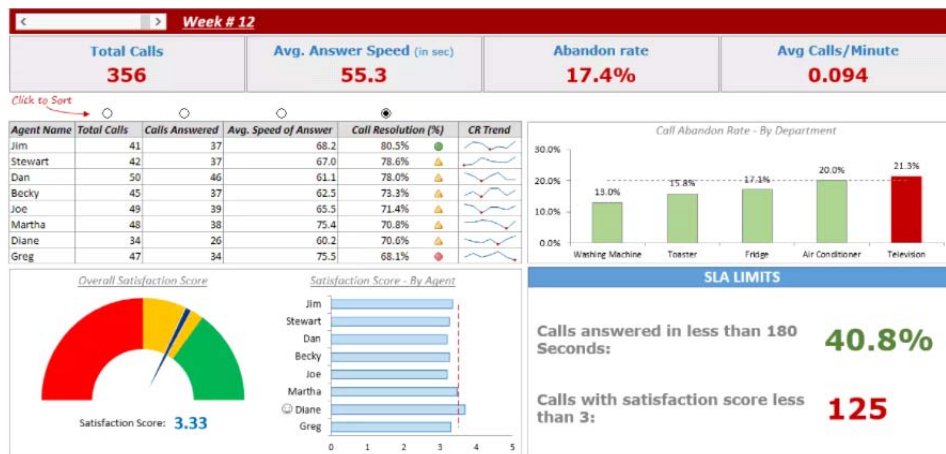 Week # 12
Total Calls
356
Avg. Answer Speed (in sec)
55.3
Abandon rate
17.4%
Avg Calls/Minute
0.094
Click to Sort
Agent Name Total Calls Calls Answered Avg. Speed of Answer Call Resolution (%) CR Trend
Jim 41 37 68.2 80.5%
Stewart 42 37 67.0 78.6%
Dan 50 46 61.1 78.0%
Becky 45 37 62.5 73.3%
Joe 49 39 65.5 71.4%
Martha 48 38 75.4 70.8%
Diane 34 26 60.2 70.6%
Greg 47 34 75.5 68.1%
Call Abandon Rate - By Department
30.0%
20.0%
10.0%
0.0%
13.0%
15.8%
17.1%
20.0%
21.3%
Washing Machine Toaster Fridge Air Conditioner Television
Overall Satisfaction Score
Satisfaction Score: 3.33
Satisfaction Score - By Agent
Jim
Stewart
Dan
Becky
Joe
Martha
Diane
Greg
0 1 2 3 4 5
SLA LIMITS
Calls answered in less than 180
Seconds:
40.8%
Calls with satisfaction score less
than 3:
125